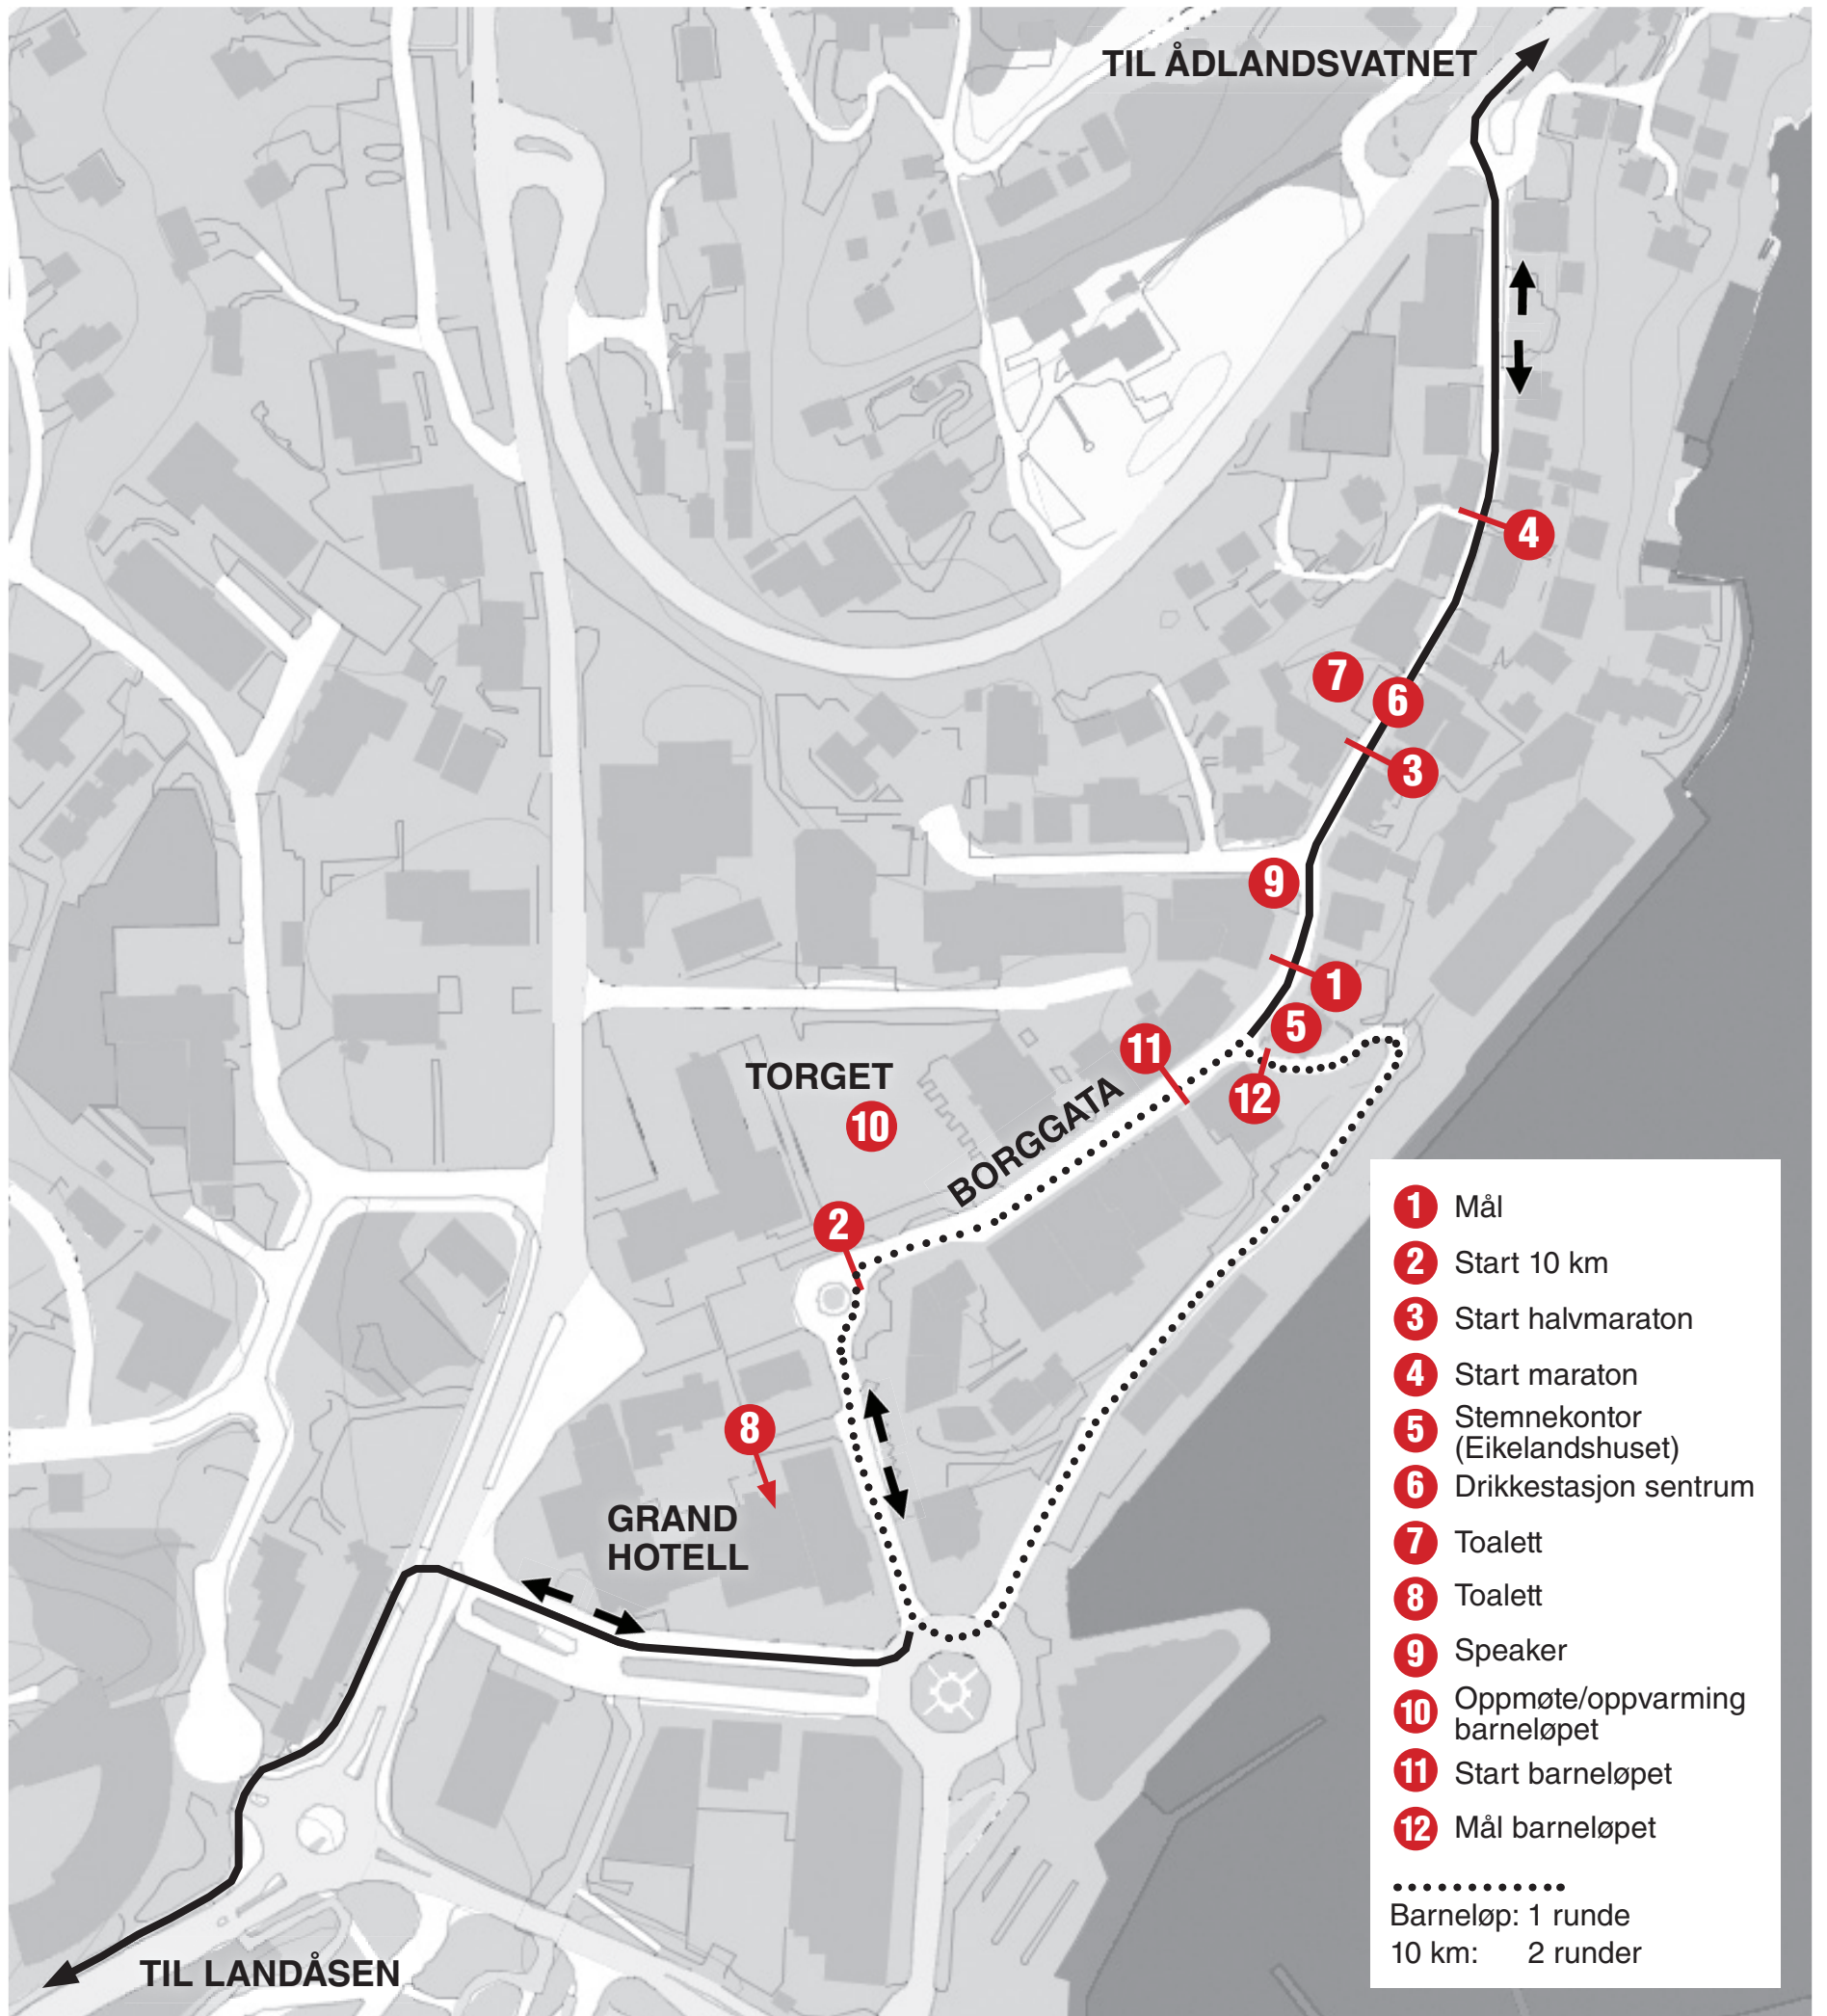 TIL ÅDLANDSVATNET
4
7
6
3
9
1
5
11
12
TORGET
10
BORGGATA
2
8
GRAND
HOTELL
TIL LANDÅSEN
1 Mål
2 Start 10 km
3 Start halvmaraton
4 Start maraton
5 Stemnekontor
(Eikelandshuset)
6 Drikkestasjon sentrum
7 Toalett
8 Toalett
9 Speaker
10 Oppmøte/oppvarming
barneløpet
11 Start barneløpet
12 Mål barneløpet
Barneløp: 1 runde
10 km: 2 runder